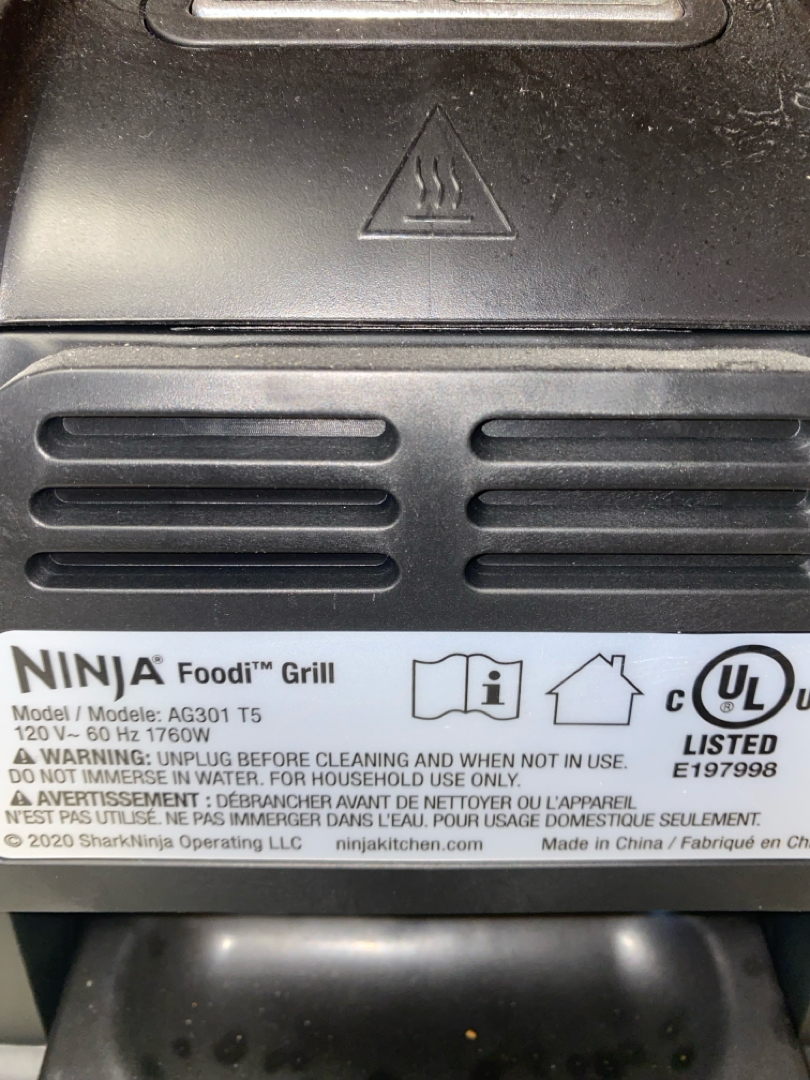 NINJA® Foodi™ Grill
Model / Modele: AG301 T5
120 V~ 60 Hz 1760W
WARNING: UNPLUG BEFORE CLEANING AND WHEN NOT IN USE.
DO NOT IMMERSE IN WATER. FOR HOUSEHOLD USE ONLY.
AVERTISSEMENT : DÉBRANCHER AVANT DE NETTOYER OU L'APPAREIL
N'EST PAS UTILISÉ. NE PAS IMMERGER DANS L'EAU. POUR USAGE DOMESTIQUE SEULEMENT.
© 2020 SharkNinja Operating LLC ninjakitchen.com Made in China / Fabriqué en Chi
i
C UL® U
LISTED
E197998